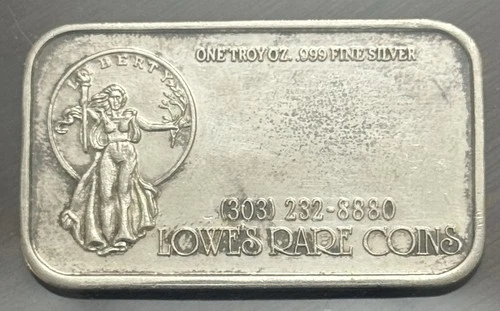 LIBERTY
ONE TROY OZ. .999 FINE SILVER
(303) 232-8880
LOWE'S RARE COINS